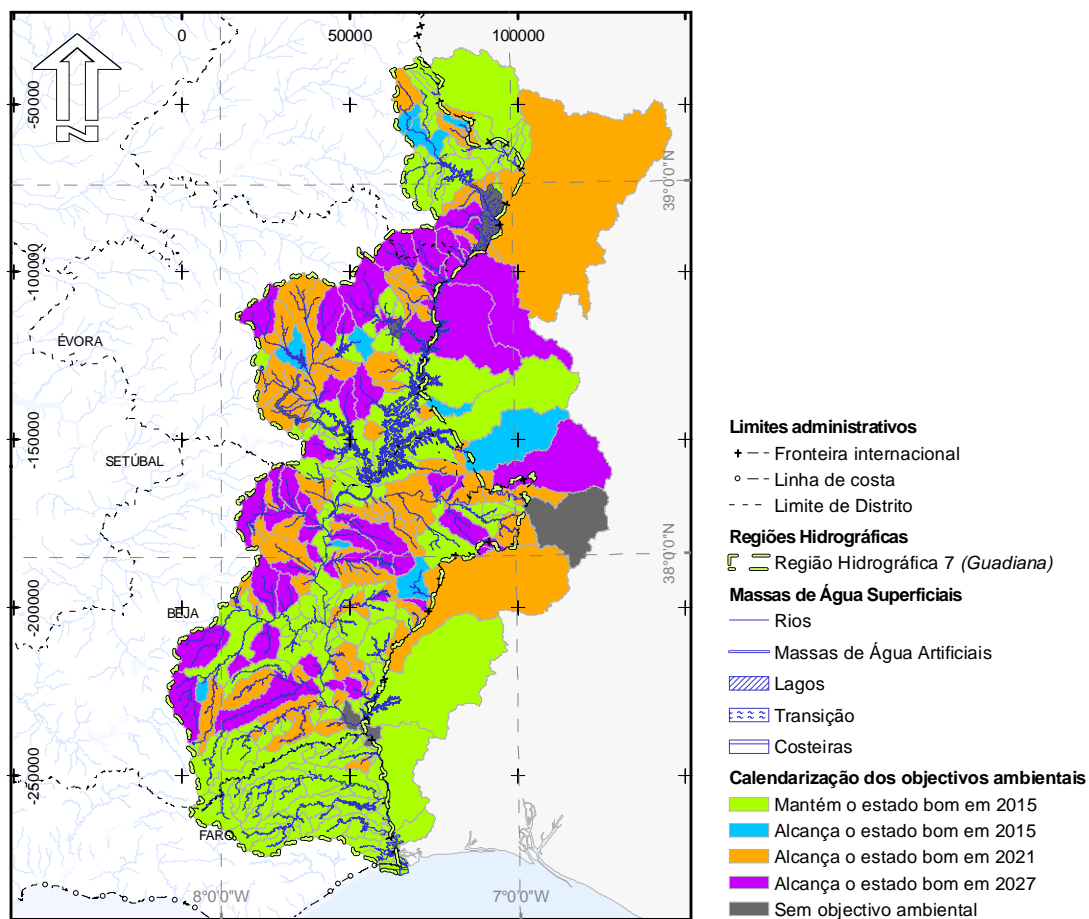 0
50000
100000
-50000
39°0'0"N
-100000
ÉVORA
-150000
SETÚBAL
38°0'0"N
-200000
BEJA
-250000
FARO
8°0'0"W
7°0'0"W
N
Limites administrativos
Fronteira internacional
Linha de costa
Limite de Distrito
Regiões Hidrográficas
Região Hidrográfica 7 (Guadiana)
Massas de Água Superficiais
Rios
Massas de Água Artificiais
Lagos
Transição
Costeiras
Calendarização dos objectivos ambientais
Mantém o estado bom em 2015
Alcança o estado bom em 2015
Alcança o estado bom em 2021
Alcança o estado bom em 2027
Sem objectivo ambiental